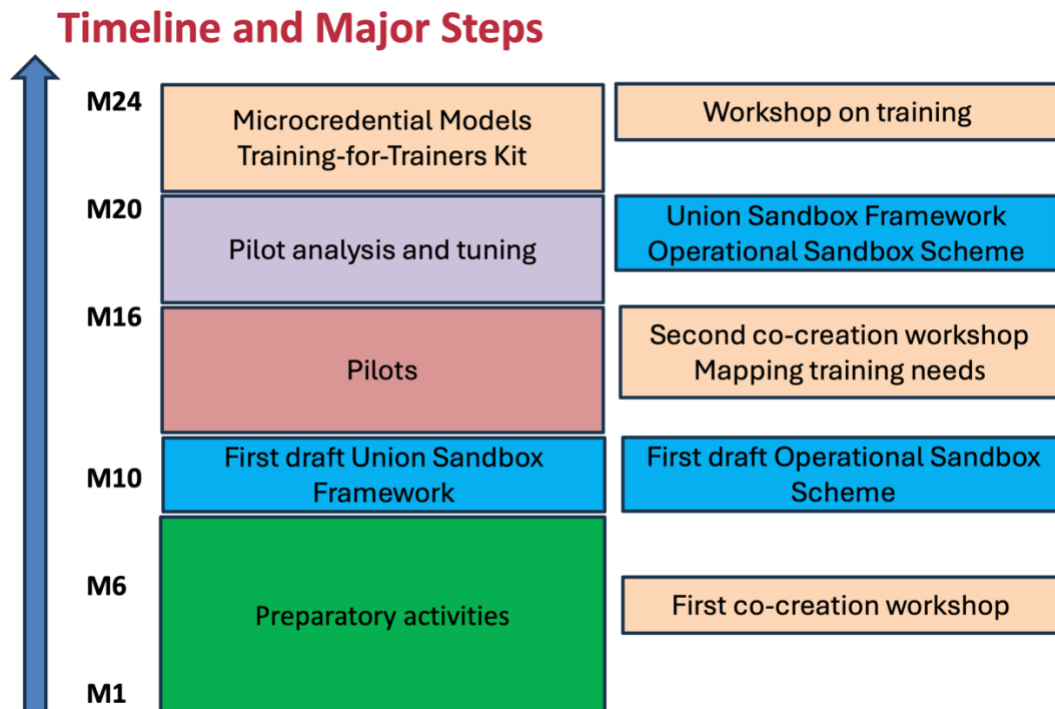 Timeline and Major Steps
M24
Microcredential Models
Training-for-Trainers Kit
Workshop on training
M20
Pilot analysis and tuning
Union Sandbox Framework
Operational Sandbox Scheme
M16
Pilots
Second co-creation workshop
Mapping training needs
M10
First draft Union Sandbox
Framework
First draft Operational Sandbox
Scheme
M6
Preparatory activities
First co-creation workshop
M1